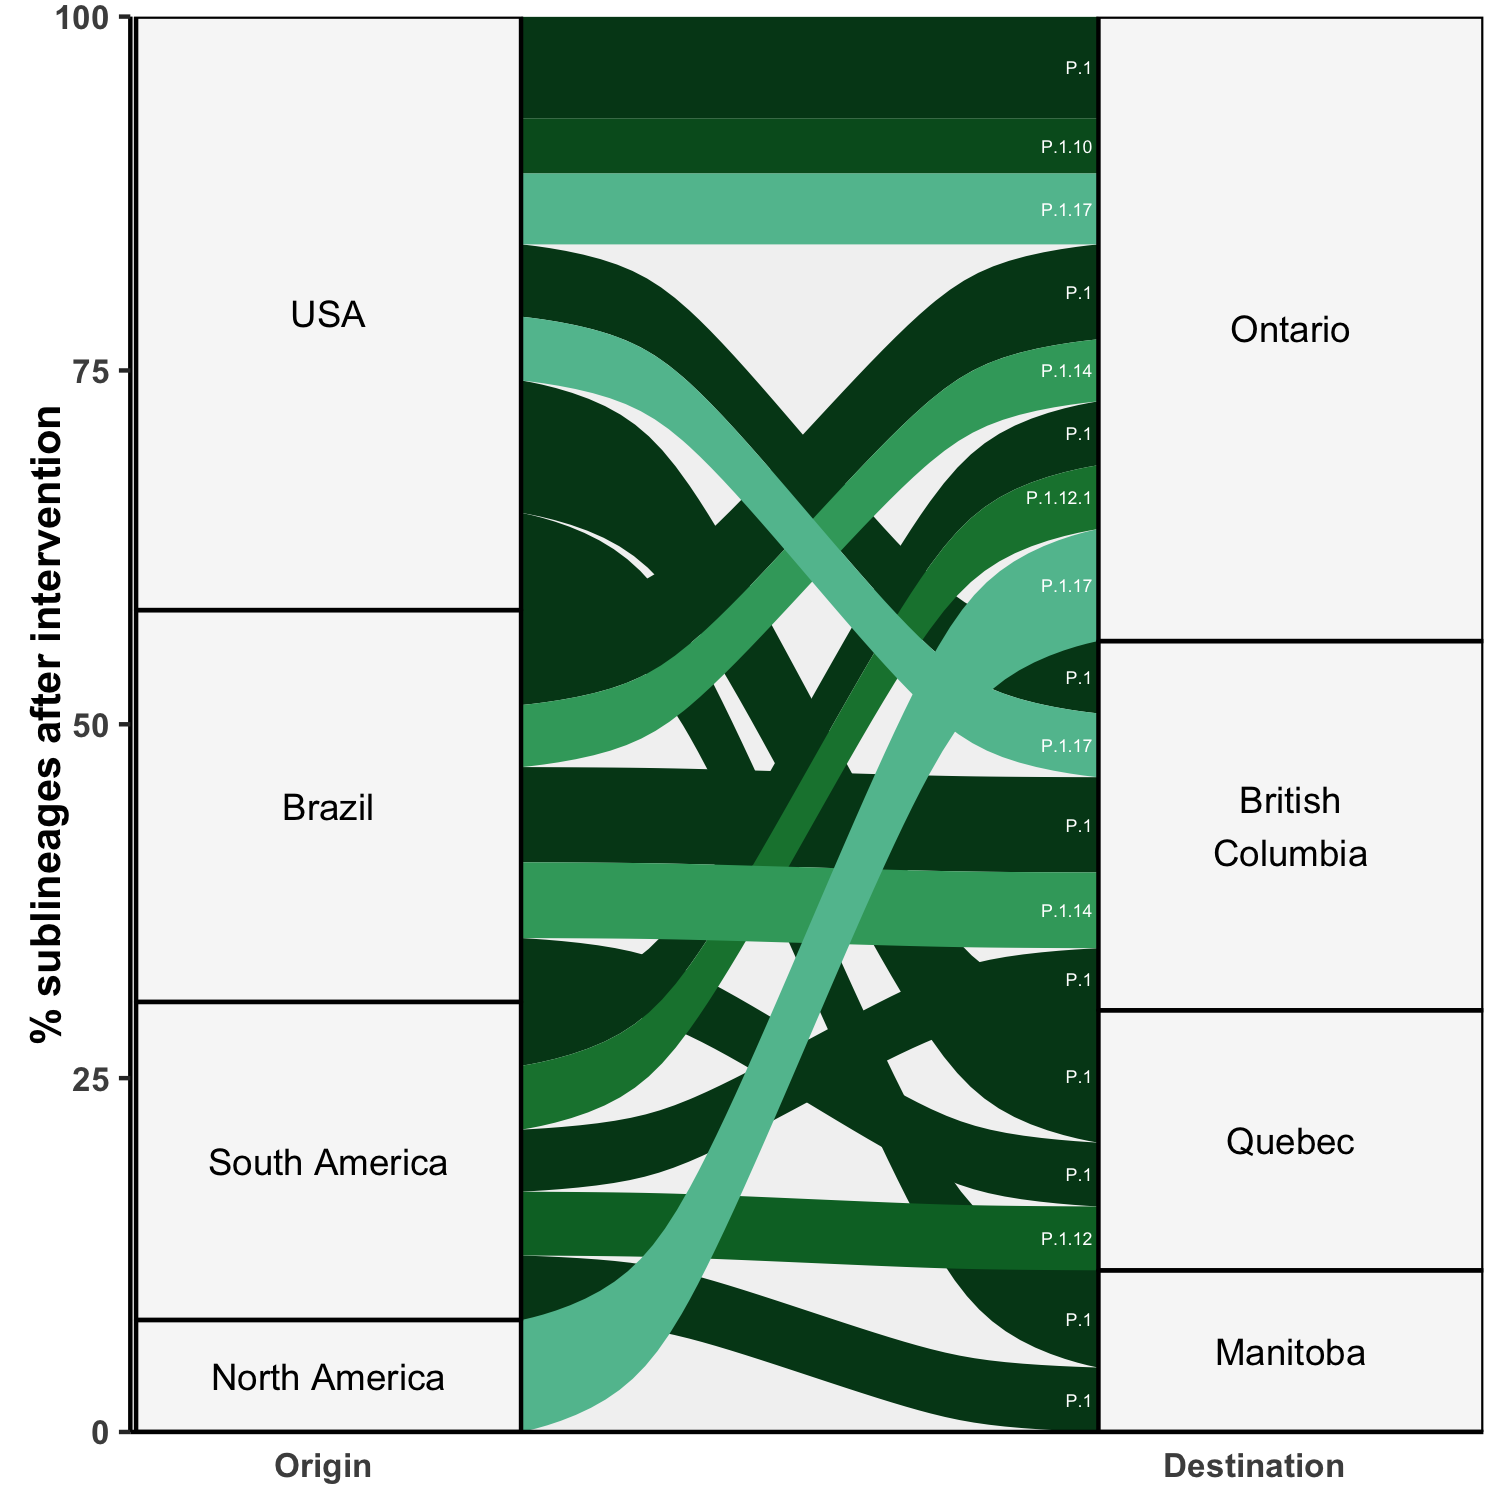 % sublineages after intervention
100
75
50
25
0
USA
Brazil
South America
North America
P.1
P.1.10
P.1.17
P.1
P.1.14
P.1
P.1.12.1
P.1.17
P.1
P.1.17
P.1
P.1.14
P.1
P.1
P.1
P.1.12
P.1
P.1
Ontario
British
Columbia
Quebec
Manitoba
Origin
Destination